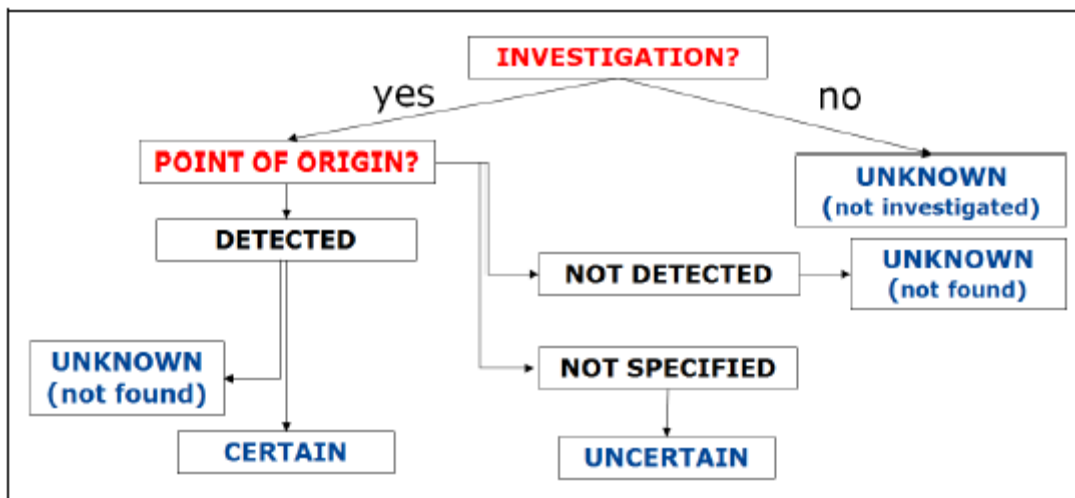 INVESTIGATION?
yes
no
POINT OF ORIGIN?
UNKNOWN
(not investigated)
DETECTED
NOT DETECTED
UNKNOWN
(not found)
UNKNOWN
(not found)
NOT SPECIFIED
CERTAIN
UNCERTAIN